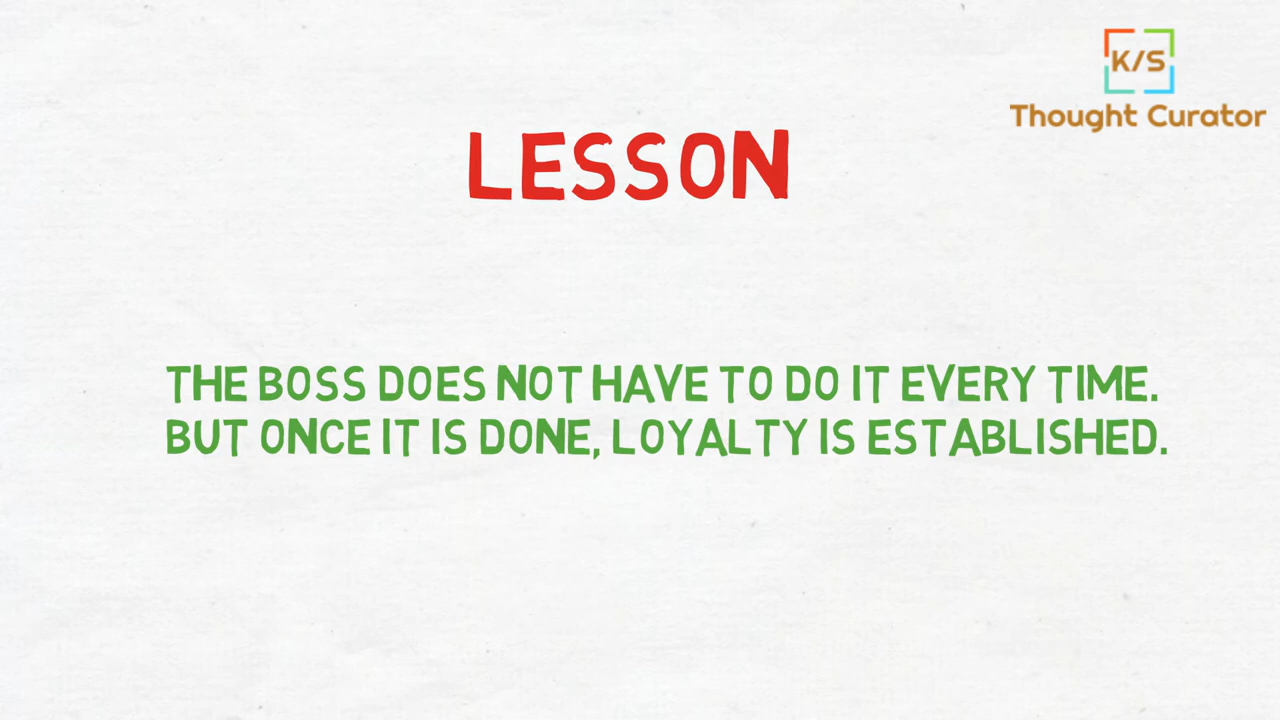 K/S
Thought Curator
LESSON
THE BOSS DOES NOT HAVE TO DO IT EVERY TIME.
BUT ONCE IT IS DONE, LOYALTY IS ESTABLISHED.